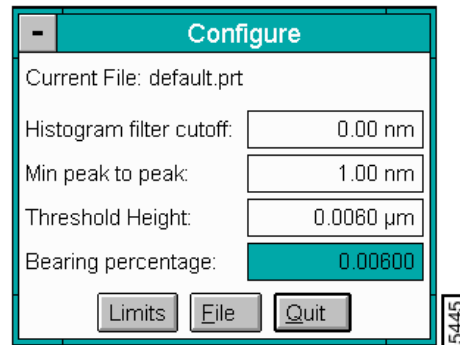 Configure
Current File: default.prt
Histogram filter cutoff: 0.00 nm
Min peak to peak: 1.00 nm
Threshold Height: 0.0060 µm
Bearing percentage: 0.00600
Limits File Quit
5445